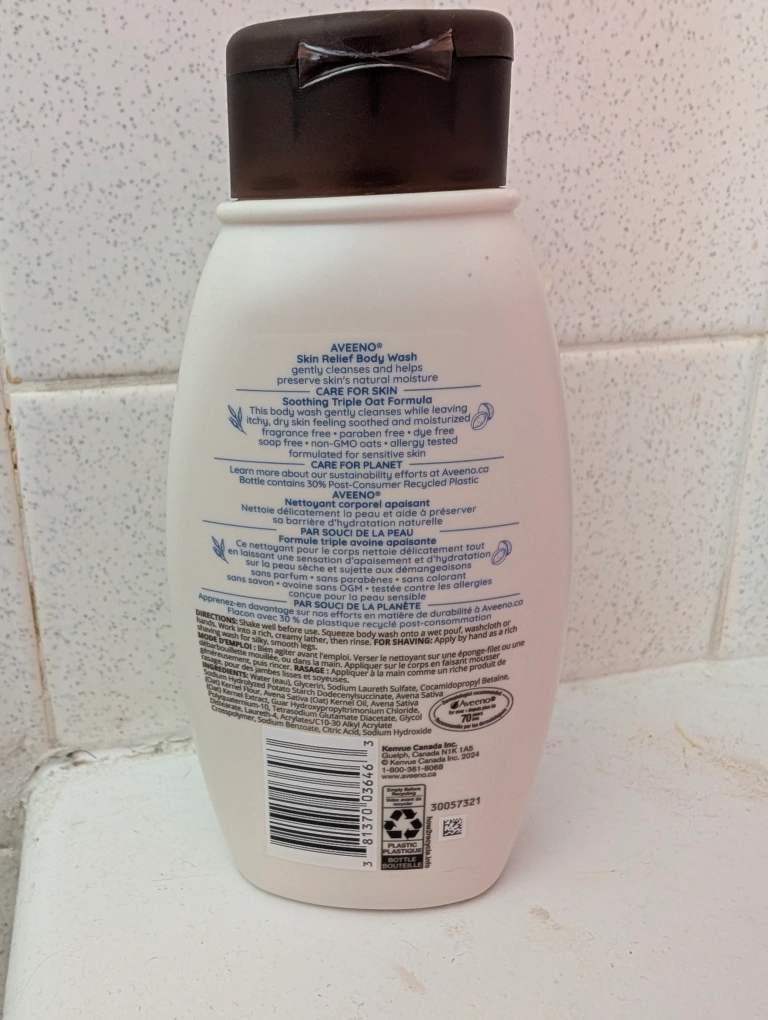 AVEENO®
Skin Relief Body Wash
gently cleanses and helps
preserve skin's natural moisture
CARE FOR SKIN
Soothing Triple Oat Formula
This body wash gently cleanses while leaving
itchy, dry skin feeling soothed and moisturized
fragrance free • paraben free • dye free
soap free • non-GMO oats • allergy tested
formulated for sensitive skin
CARE FOR PLANET
Learn more about our sustainability efforts at Aveeno.ca
Bottle contains 30% Post-Consumer Recycled Plastic
AVEENO®
Nettoyant corporel apaisant
Nettoie délicatement la peau et aide à préserver
sa barrière d'hydratation naturelle
PAR SOUCI DE LA PEAU
Formule triple avoine apaisante
Ce nettoyant pour le corps nettoie délicatement tout
en laissant une sensation d'apaisement et d'hydratation
sur la peau sèche et sujette aux démangeaisons
sans parfum • sans parabènes • sans colorant
sans savon • avoine sans OGM • testée contre les allergies
conçue pour la peau sensible
PAR SOUCI DE LA PLANÈTE
Apprenez-en davantage sur nos efforts en matière de durabilité à Aveeno.ca
Flacon avec 30 % de plastique recyclé post-consommation
DIRECTIONS: Shake well before use. Squeeze body wash onto a wet pouf, washcloth or
hands. Work into a rich, creamy lather, then rinse. FOR SHAVING: Apply by hand as a rich
shaving wash for silky, smooth legs.
MODE D'EMPLOI : Bien agiter avant l'emploi. Verser le nettoyant sur une éponge-filet ou une
débarbouillette mouillée, ou dans la main. Appliquer sur le corps en faisant mousser
généreusement, puis rincer. RASAGE : Appliquer à la main comme un riche produit de
rasage, pour des jambes lisses et soyeuses.
INGREDIENTS: Water (eau), Glycerin, Sodium Laureth Sulfate, Cocamidopropyl Betaine,
Sodium Hydrolyzed Potato Starch Dodecenylsuccinate, Avena Sativa
(Oat) Kernel Flour, Avena Sativa (Oat) Kernel Oil, Avena Sativa
(Oat) Kernel Extract, Guar Hydroxypropyltrimonium Chloride,
Polyquaternium-10, Tetrasodium Glutamate Diacetate, Glycol
Distearate, Laureth-4, Acrylates/C10-30 Alkyl Acrylate
Crosspolymer, Sodium Benzoate, Citric Acid, Sodium Hydroxide
Dermatologist recommended
Aveeno®
70
3 81370 03646 3
Kenvue Canada Inc.
Guelph, Canada N1K 1A5
© Kenvue Canada Inc. 2024
1-800-361-8068
www.aveeno.ca
Empty Before
Recycling
Videz avant de
recycler
PLASTIC
PLASTIQUE
BOTTLE
BOUTEILLE
how2recycle.info
30057321